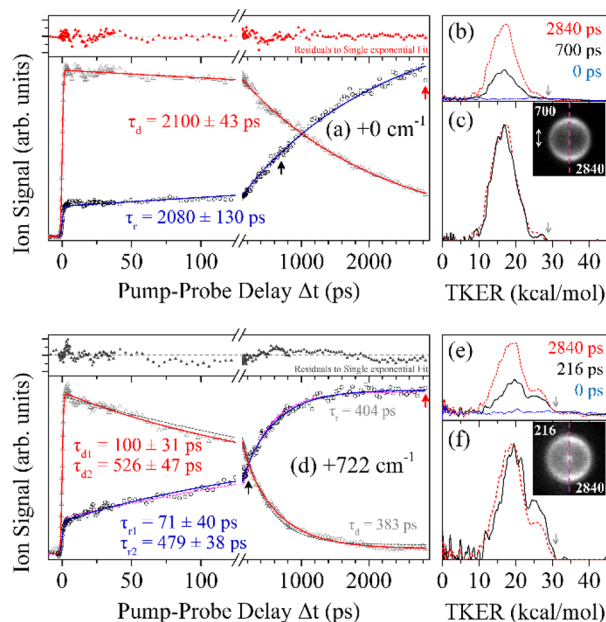 Residuals to Single exponential Fit
Ion Signal (arb. units)
τd = 2100 ± 43 ps
(a) +0 cm-1
τr = 2080 ± 130 ps
0 50 100 1000 2000
Pump-Probe Delay Δt (ps)
(b)
2840 ps
700 ps
0 ps
(c)
700
2840
0 10 20 30 40
TKER (kcal/mol)
Residuals to Single exponential Fit
Ion Signal (arb. units)
τr = 404 ps
τd1 = 100 ± 31 ps
τd2 = 526 ± 47 ps
(d) +722 cm-1
τr1 = 71 ± 40 ps
τr2 = 479 ± 38 ps
τd = 383 ps
0 50 100 1000 2000
Pump-Probe Delay Δt (ps)
(e)
2840 ps
216 ps
0 ps
(f)
216
2840
0 10 20 30 40
TKER (kcal/mol)